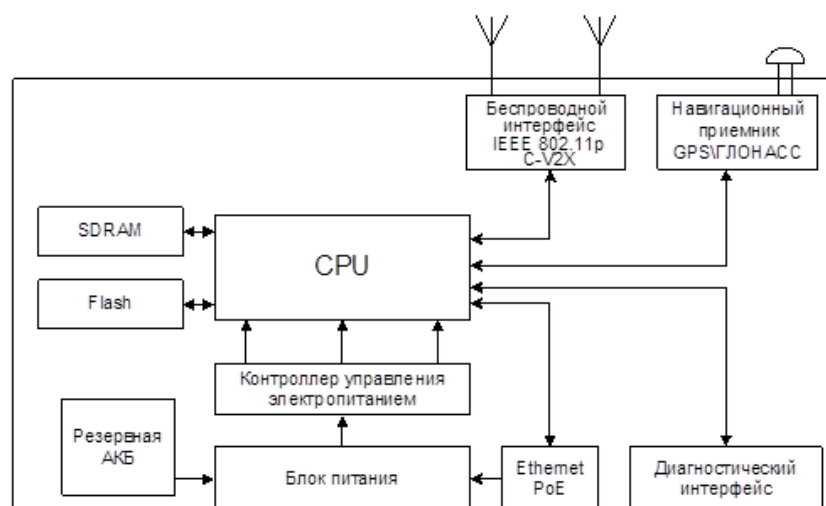 Беспроводной
интерфейс
IEEE 802.11p
C-V2X
Навигационный
приемник
GPS\ГЛОНАСС
SDRAM
CPU
Flash
Контроллер управления
электропитанием
Резервная
АКБ
Блок питания
Ethernet
PoE
Диагностический
интерфейс